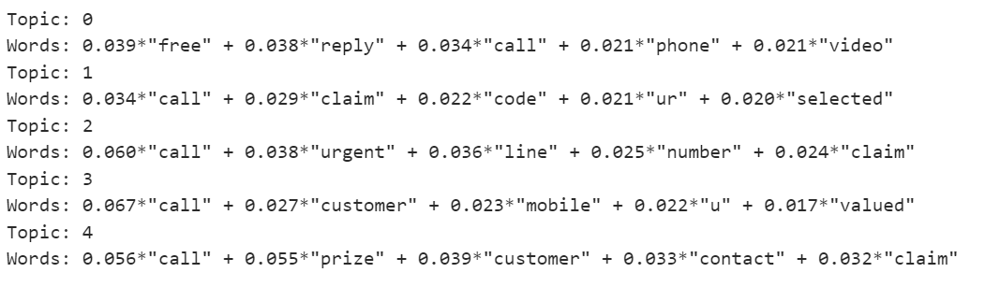 Topic: 0
Words: 0.039*"free" + 0.038*"reply" + 0.034*"call" + 0.021*"phone" + 0.021*"video"
Topic: 1
Words: 0.034*"call" + 0.029*"claim" + 0.022*"code" + 0.021*"ur" + 0.020*"selected"
Topic: 2
Words: 0.060*"call" + 0.038*"urgent" + 0.036*"line" + 0.025*"number" + 0.024*"claim"
Topic: 3
Words: 0.067*"call" + 0.027*"customer" + 0.023*"mobile" + 0.022*"u" + 0.017*"valued"
Topic: 4
Words: 0.056*"call" + 0.055*"prize" + 0.039*"customer" + 0.033*"contact" + 0.032*"claim"